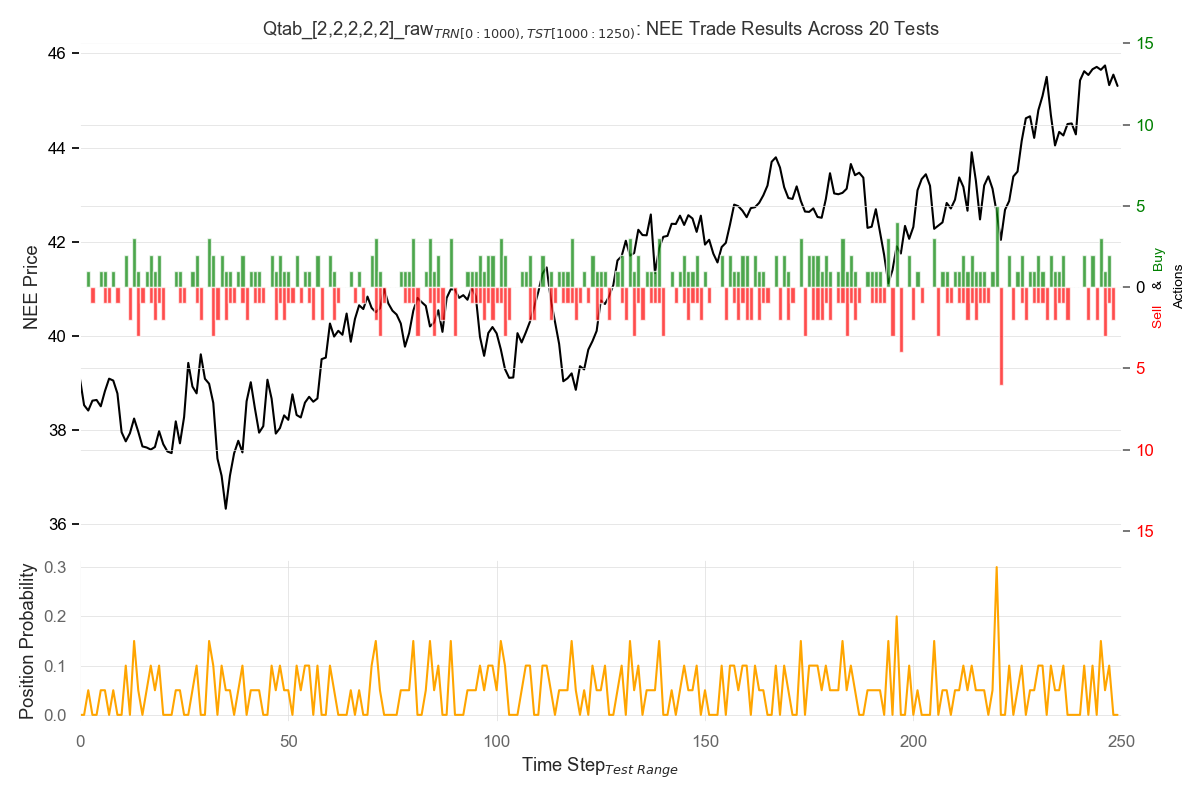 Qtab_[2,2,2,2,2]_raw_TRN[0:1000),TST[1000:1250): NEE Trade Results Across 20 Tests
46
44
42
40
38
36
NEE Price
15
10
5
0
5
10
15
Sell & Buy
Actions
0.3
0.2
0.1
0.0
Position Probability
0 50 100 150 200 250
Time Step Test Range